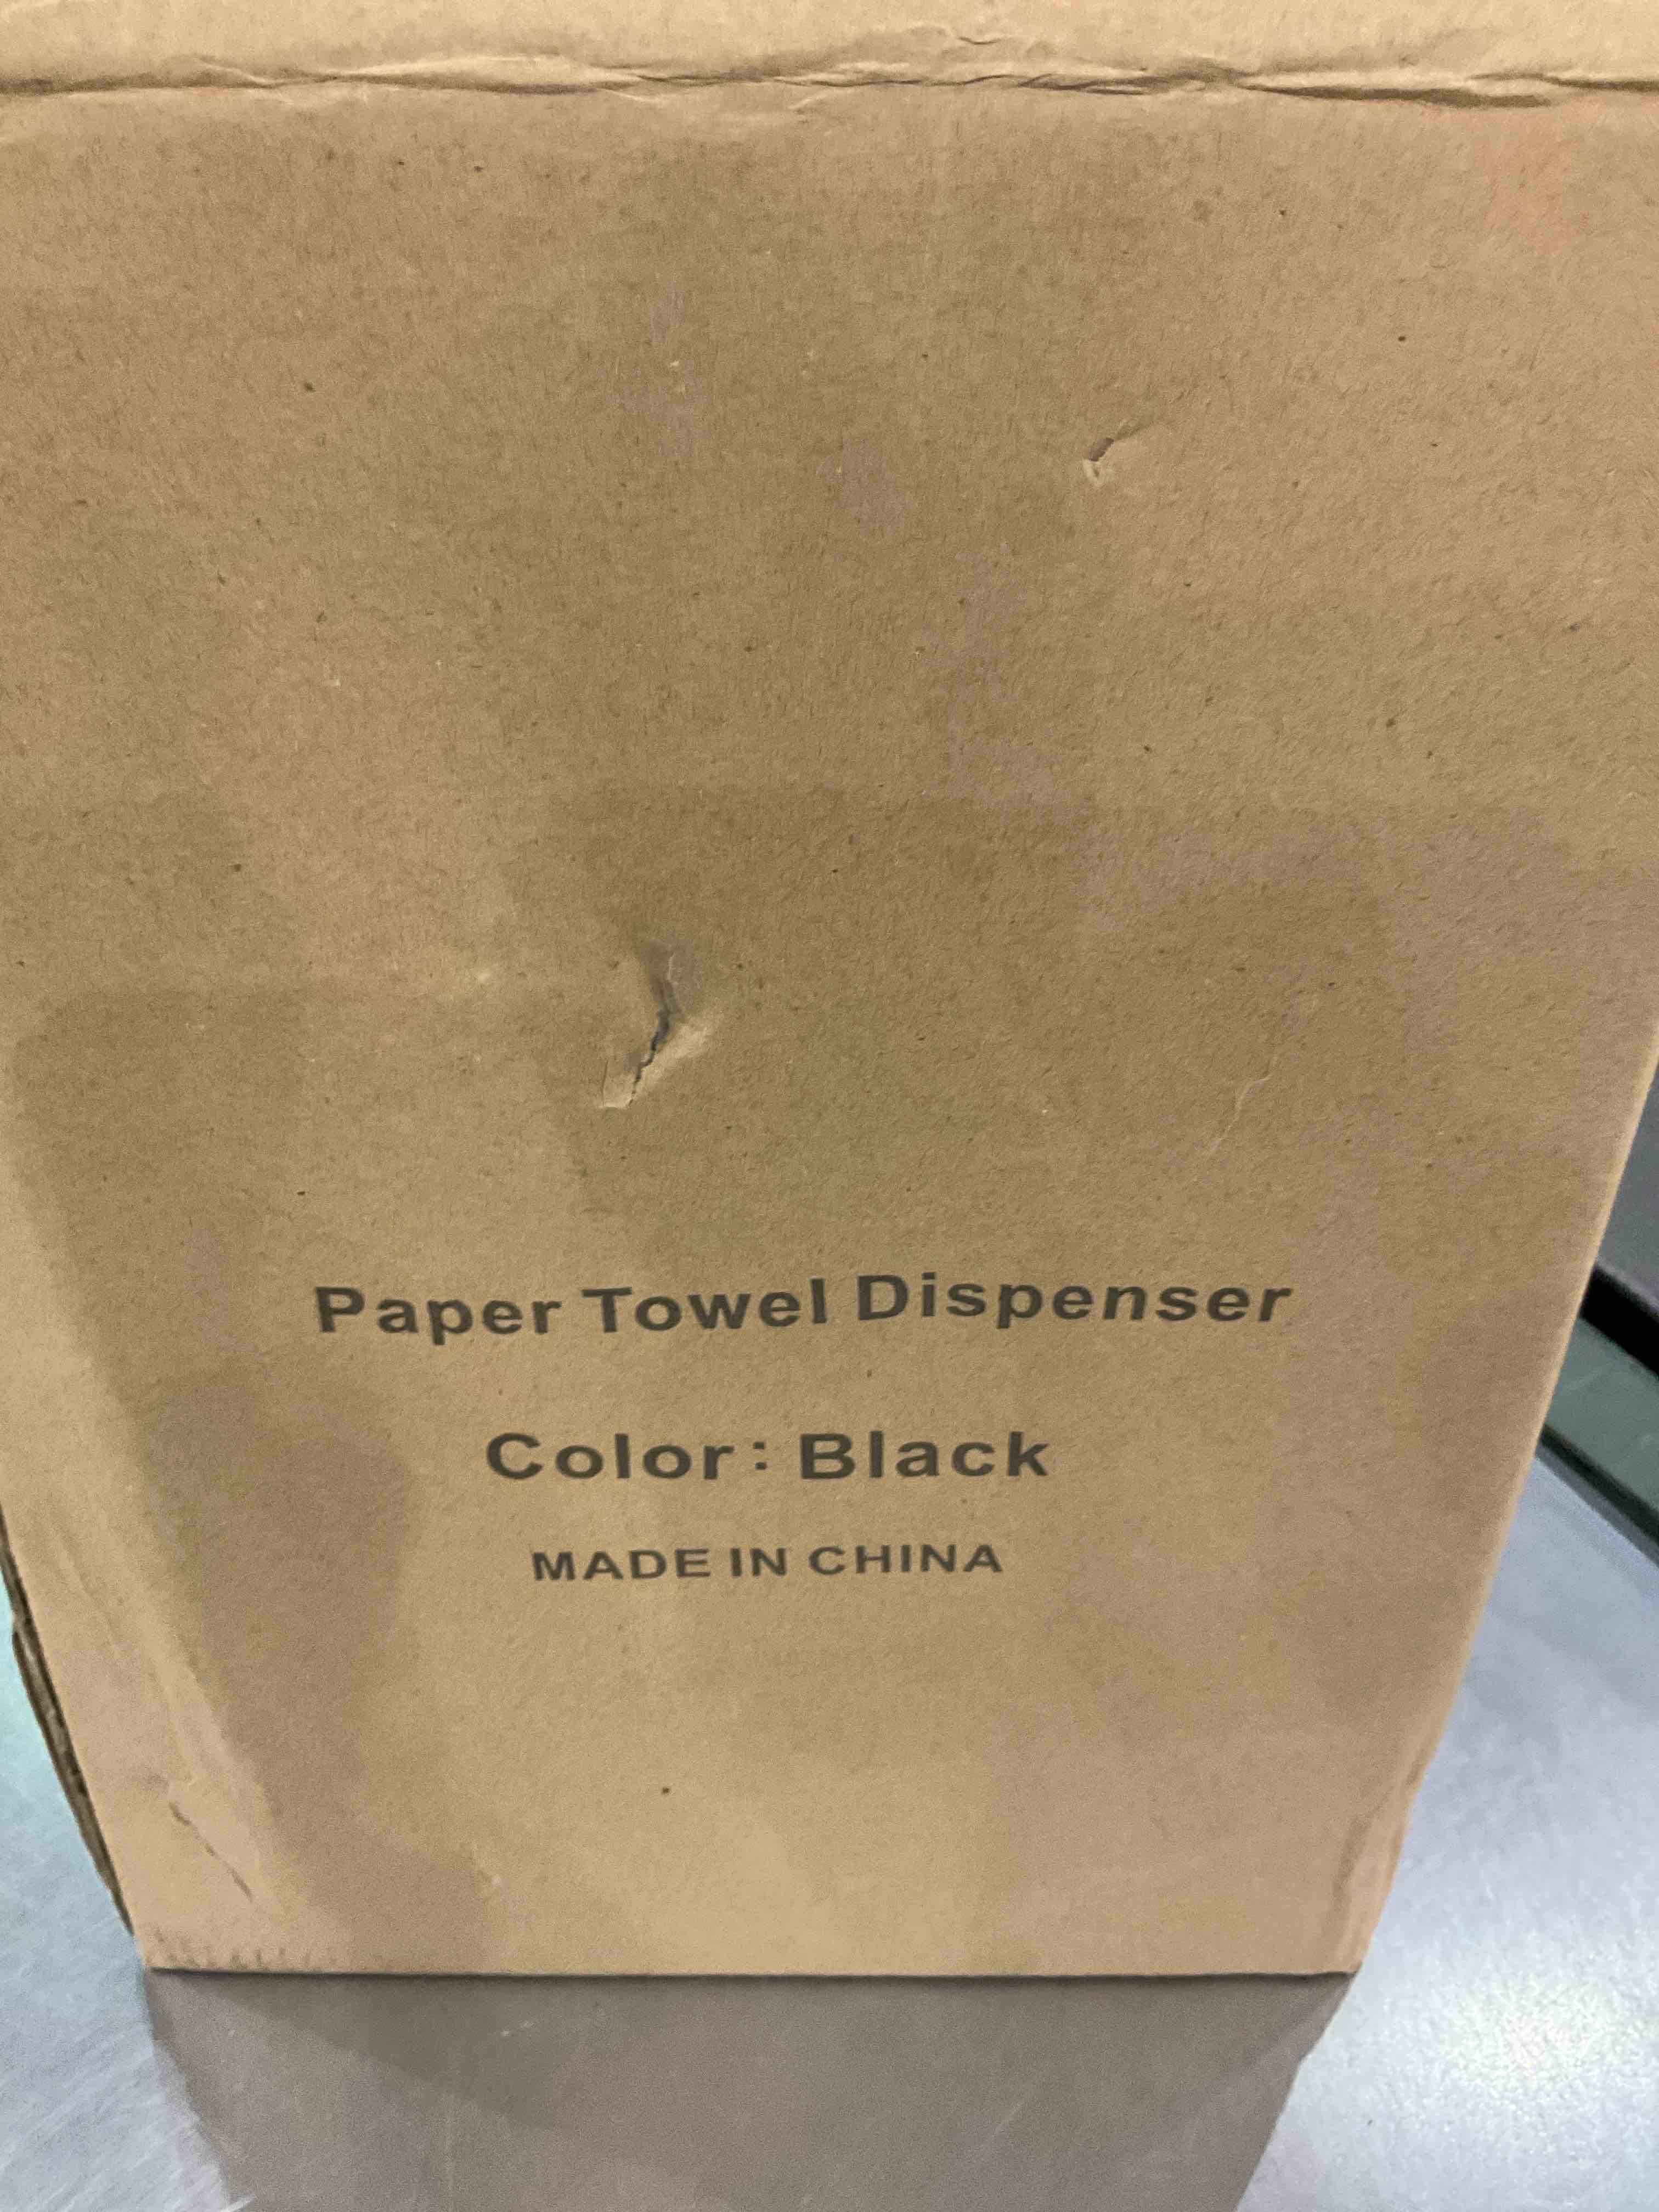 Paper Towel Dispenser
Color: Black
MADE IN CHINA